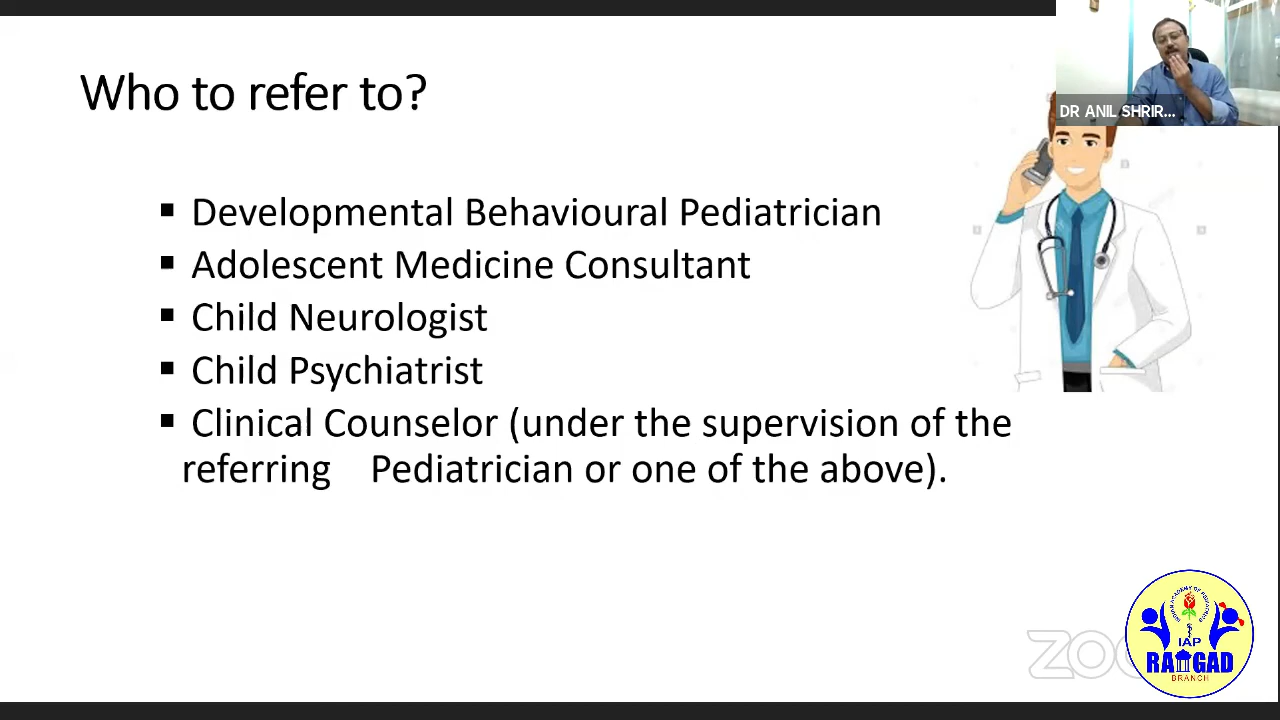 Who to refer to?
DR ANIL SHRIR...
▪ Developmental Behavioural Pediatrician
▪ Adolescent Medicine Consultant
▪ Child Neurologist
▪ Child Psychiatrist
▪ Clinical Counselor (under the supervision of the
referring Pediatrician or one of the above).
IAP
RAIGAD
BRANCH